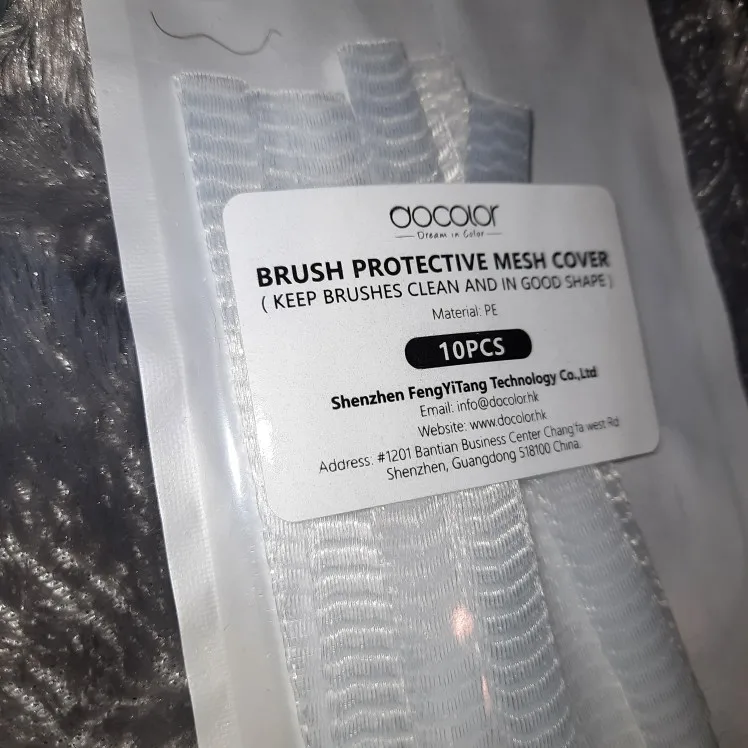 docolor
Dream in Color
BRUSH PROTECTIVE MESH COVER
( KEEP BRUSHES CLEAN AND IN GOOD SHAPE )
Material: PE
10PCS
Shenzhen FengYiTang Technology Co.,Ltd
Email: info@docolor.hk
Website: www.docolor.hk
Address: #1201 Bantian Business Center Chang'fa west Rd
Shenzhen, Guangdong 518100 China.